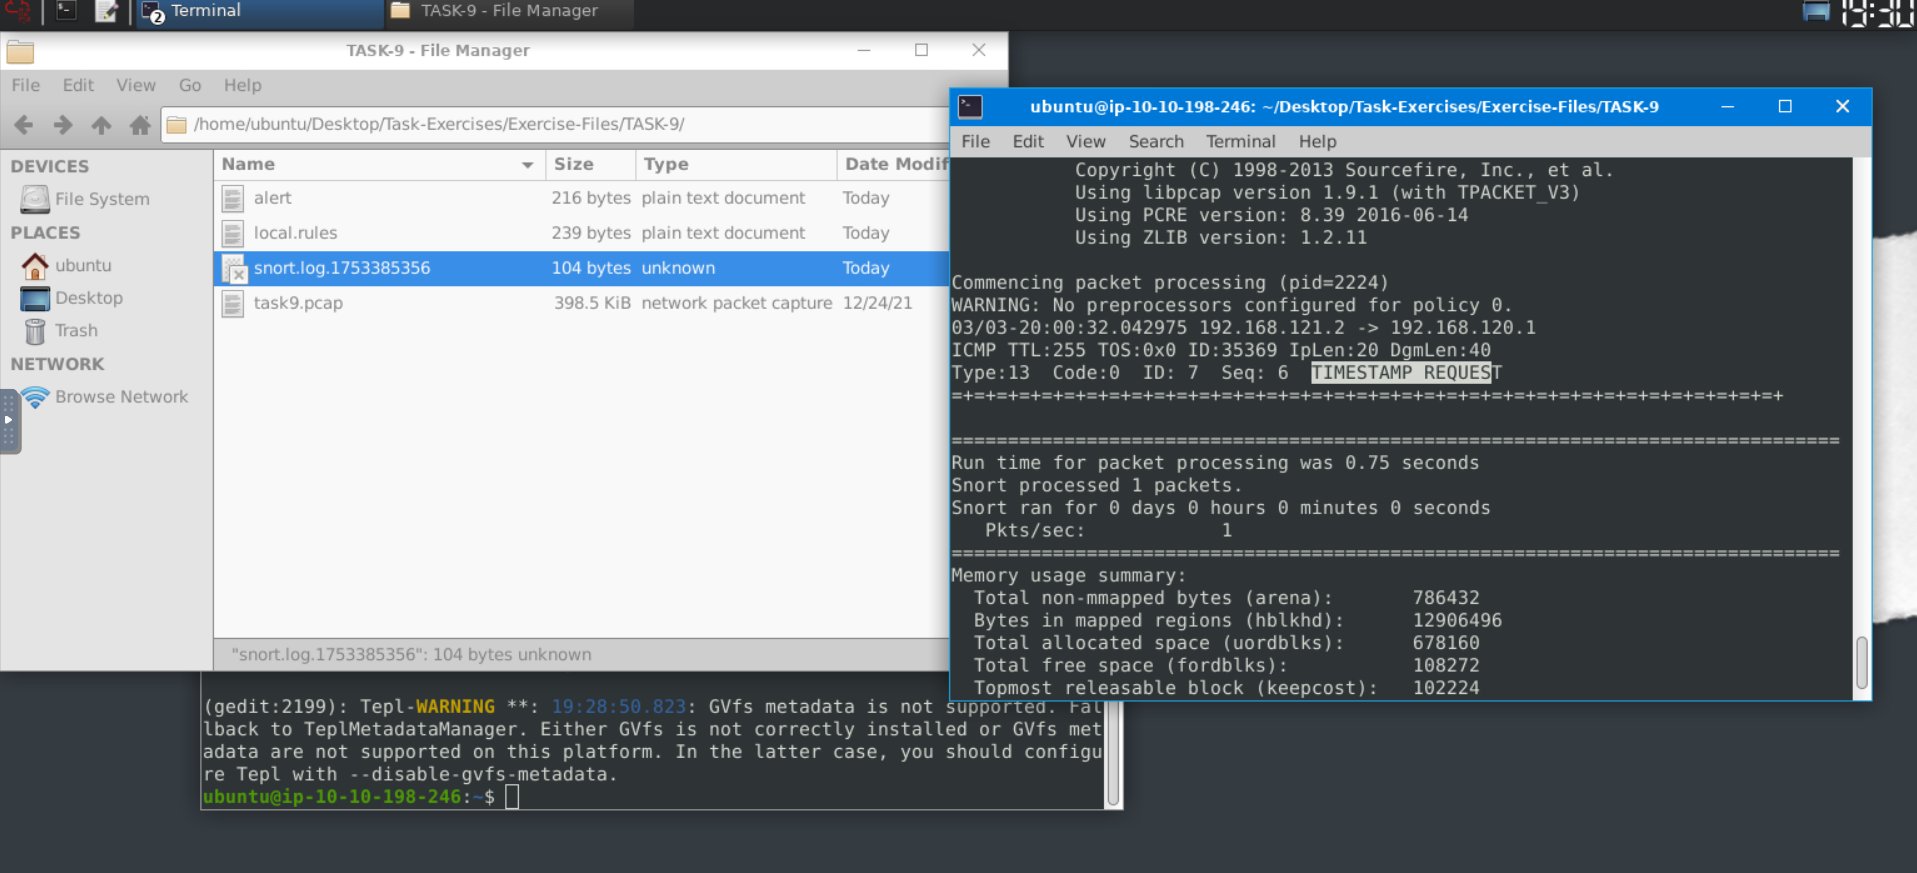 Terminal
2
TASK-9 - File Manager
19:30
TASK-9 - File Manager
File Edit View Go Help
/home/ubuntu/Desktop/Task-Exercises/Exercise-Files/TASK-9/
DEVICES
File System
PLACES
ubuntu
Desktop
Trash
NETWORK
Browse Network
Name Size Type Date Modif
alert 216 bytes plain text document Today
local.rules 239 bytes plain text document Today
snort.log.1753385356 104 bytes unknown Today
task9.pcap 398.5 KiB network packet capture 12/24/21
"snort.log.1753385356": 104 bytes unknown
ubuntu@ip-10-10-198-246: ~/Desktop/Task-Exercises/Exercise-Files/TASK-9
File Edit View Search Terminal Help
Copyright (C) 1998-2013 Sourcefire, Inc., et al.
Using libpcap version 1.9.1 (with TPACKET_V3)
Using PCRE version: 8.39 2016-06-14
Using ZLIB version: 1.2.11
Commencing packet processing (pid=2224)
WARNING: No preprocessors configured for policy 0.
03/03-20:00:32.042975 192.168.121.2 -> 192.168.120.1
ICMP TTL:255 TOS:0x0 ID:35369 IpLen:20 DgmLen:40
Type:13 Code:0 ID: 7 Seq: 6 TIMESTAMP REQUEST
=+=+=+=+=+=+=+=+=+=+=+=+=+=+=+=+=+=+=+=+=+=+=+=+=+=+=+=+=+=+=+=+=+=+=+=+=+
===============================================================================
Run time for packet processing was 0.75 seconds
Snort processed 1 packets.
Snort ran for 0 days 0 hours 0 minutes 0 seconds
Pkts/sec: 1
===============================================================================
Memory usage summary:
Total non-mmapped bytes (arena): 786432
Bytes in mapped regions (hblkhd): 12906496
Total allocated space (uordblks): 678160
Total free space (fordblks): 108272
Topmost releasable block (keepcost): 102224
(gedit:2199): Tepl-WARNING **: 19:28:50.823: GVfs metadata is not supported. Fal
lback to TeplMetadataManager. Either GVfs is not correctly installed or GVfs met
adata are not supported on this platform. In the latter case, you should configu
re Tepl with --disable-gvfs-metadata.
ubuntu@ip-10-10-198-246:~$